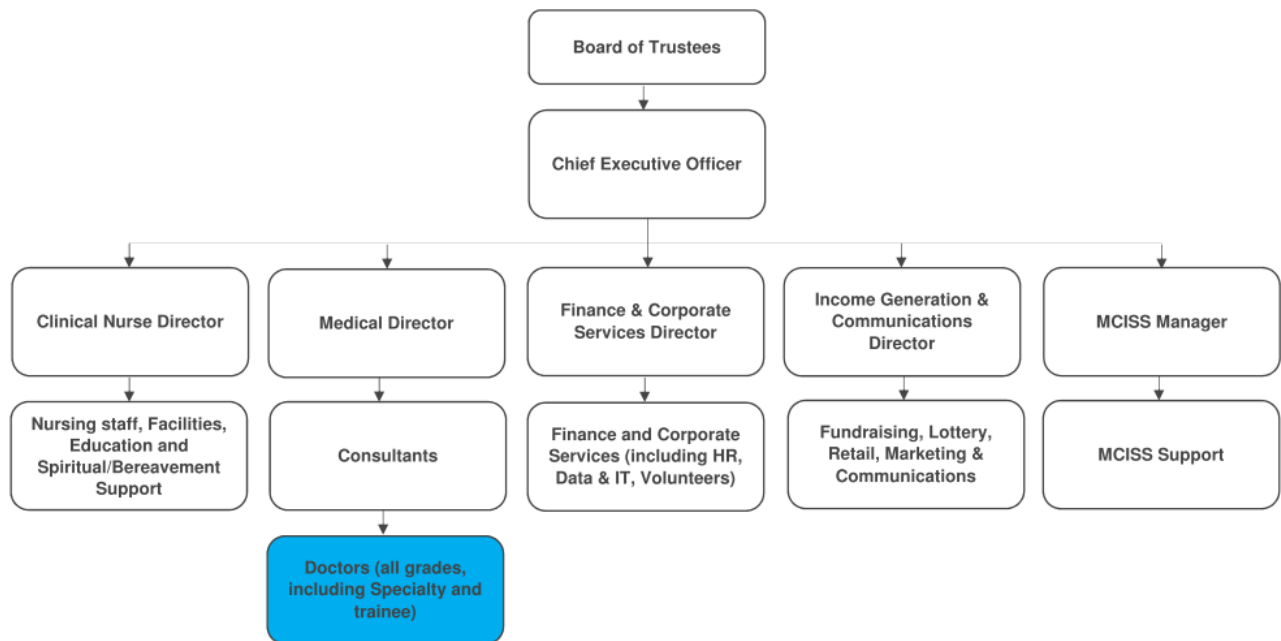 Board of Trustees
Chief Executive Officer
Clinical Nurse Director
Medical Director
Finance & Corporate
Services Director
Income Generation &
Communications
Director
MCISS Manager
Nursing staff, Facilities,
Education and
Spiritual/Bereavement
Support
Consultants
Finance and Corporate
Services (including HR,
Data & IT, Volunteers)
Fundraising, Lottery,
Retail, Marketing &
Communications
MCISS Support
Doctors (all grades,
including Specialty and
trainee)